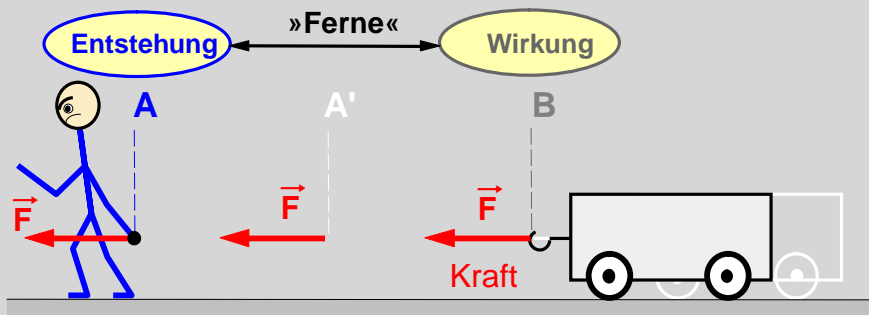 »Ferne«
Entstehung Wirkung
A A' B
F F F
Kraft